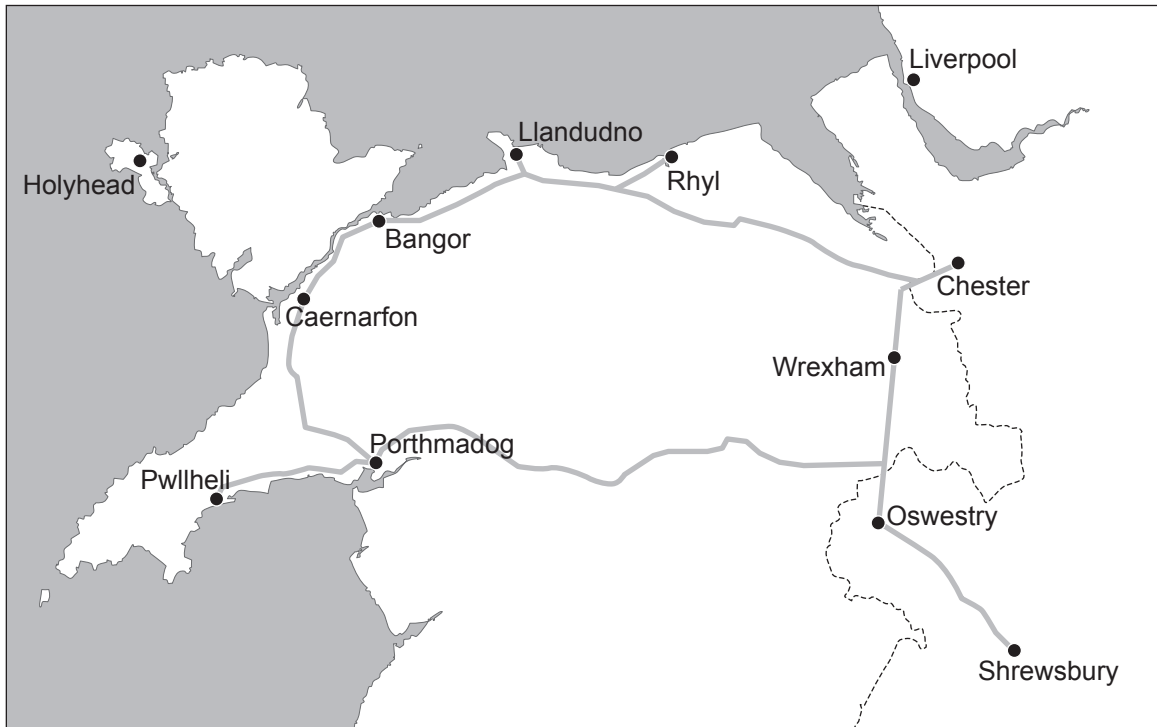 Liverpool
Llandudno
Holyhead
Rhyl
Bangor
Chester
Caernarfon
Wrexham
Porthmadog
Pwllheli
Oswestry
Shrewsbury